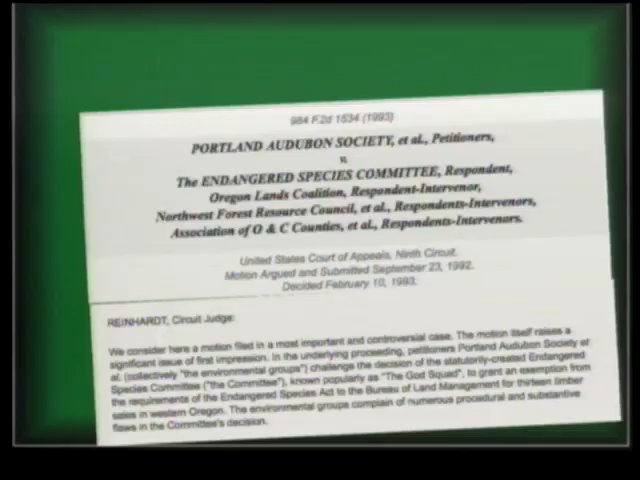 984 F.2d 1534 (1993)
PORTLAND AUDUBON SOCIETY, et al., Petitioners,
v.
The ENDANGERED SPECIES COMMITTEE, Respondent,
Oregon Lands Coalition, Respondent-Intervenor,
Northwest Forest Resource Council, et al., Respondents-Intervenors,
Association of O & C Counties, et al., Respondents-Intervenors.
United States Court of Appeals, Ninth Circuit.
Motion Argued and Submitted September 23, 1992.
Decided February 10, 1993.
REINHARDT, Circuit Judge:
We consider here a motion filed in a most important and controversial case. The motion itself raises a
significant issue of first impression. In the underlying proceeding, petitioners Portland Audubon Society et
al. (collectively "the environmental groups") challenge the decision of the statutorily-created Endangered
Species Committee ("the Committee"), known popularly as "The God Squad", to grant an exemption from
the requirements of the Endangered Species Act to the Bureau of Land Management for thirteen timber
sales in western Oregon. The environmental groups complain of numerous procedural and substantive
flaws in the Committee's decision.